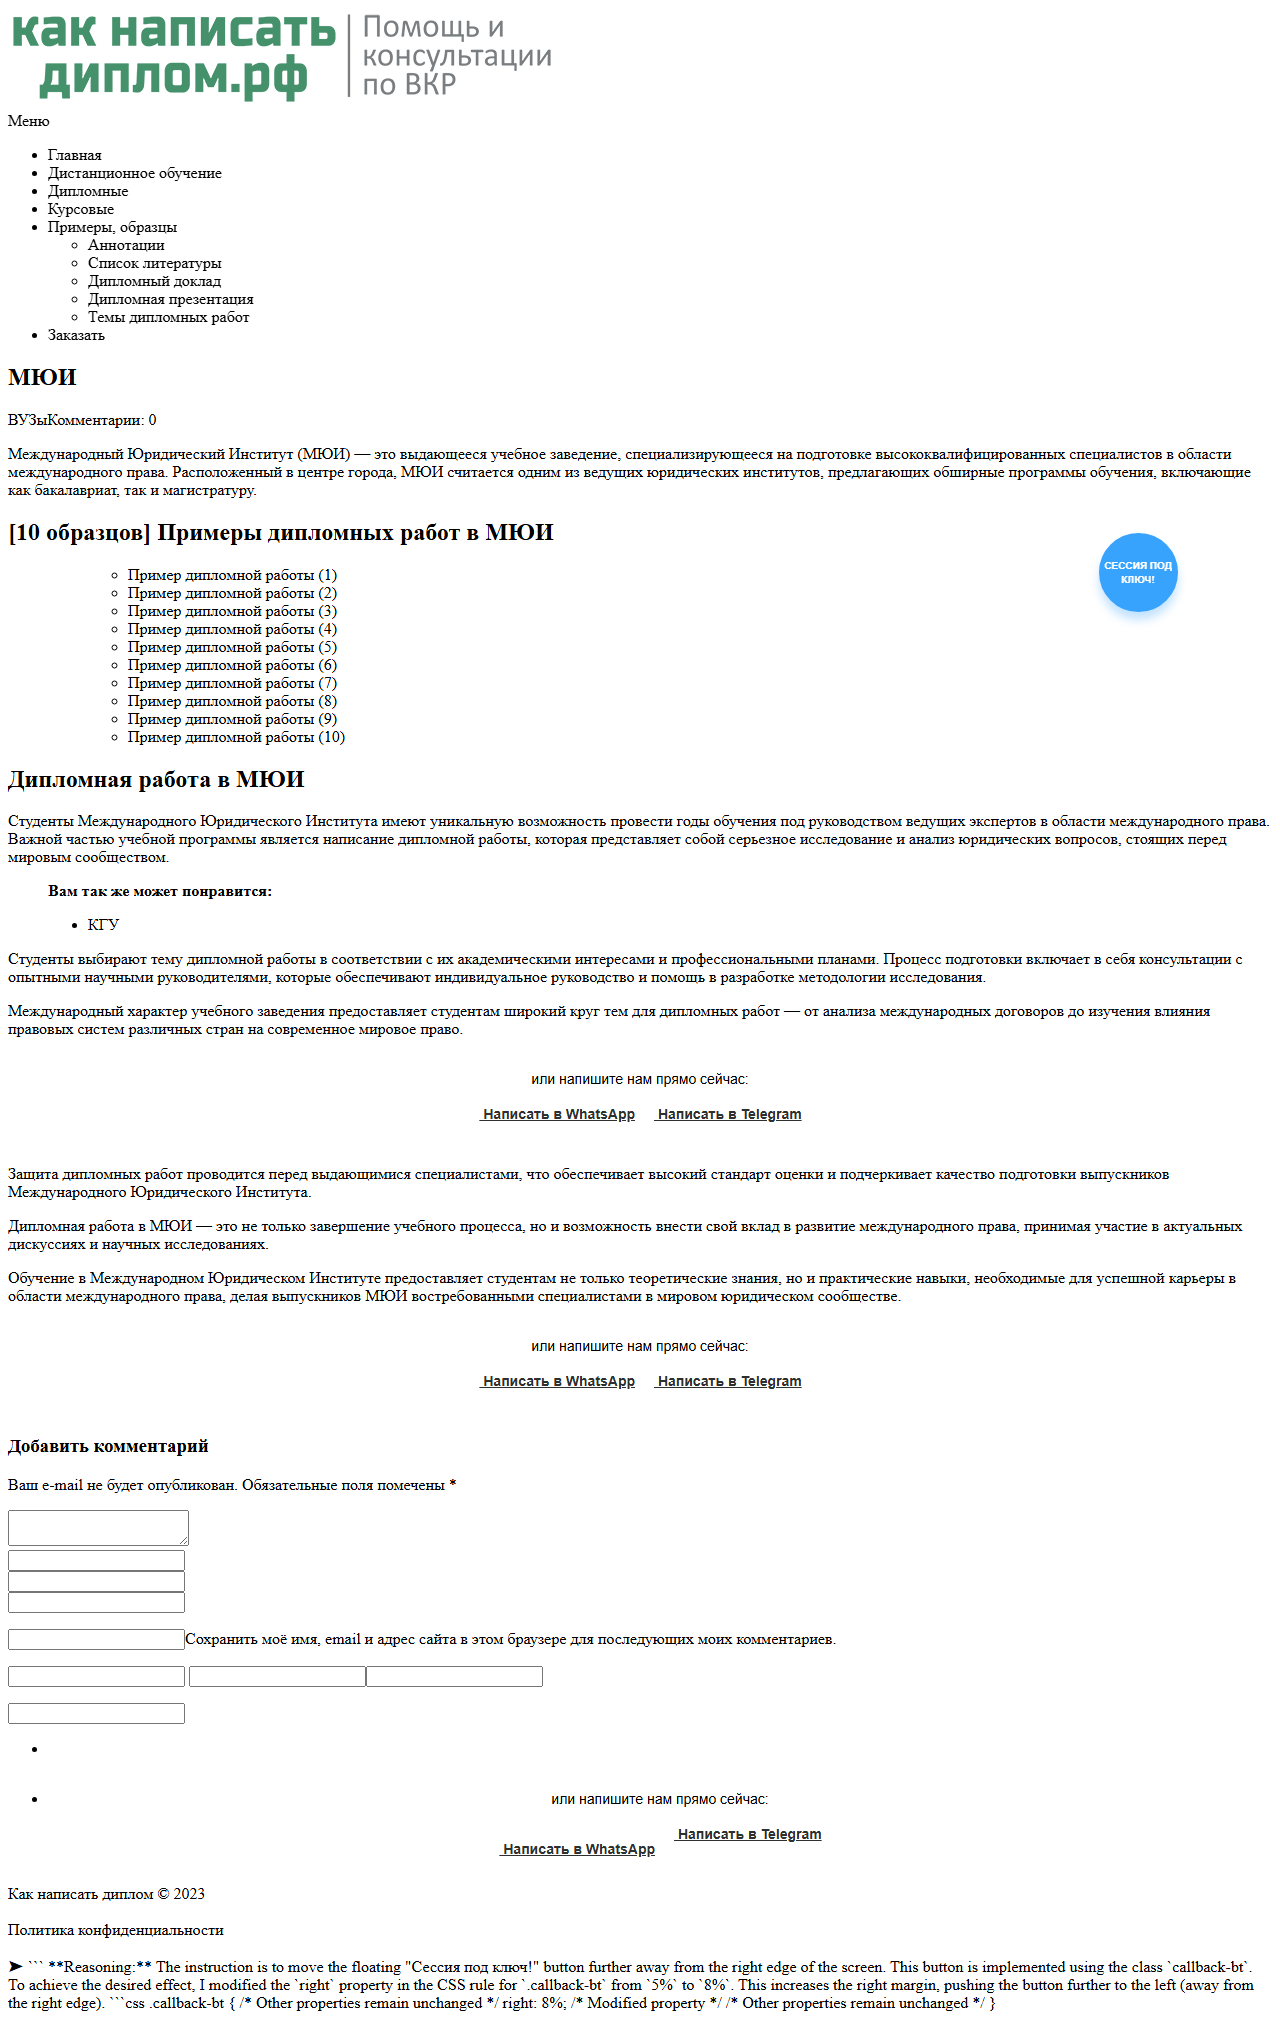 как написать
диплом.рф
Помощь и
консультации
по ВКР
Меню
Главная
Дистанционное обучение
Дипломные
Курсовые
Примеры, образцы
Аннотации
Список литературы
Дипломный доклад
Дипломная презентация
Темы дипломных работ
Заказать
МЮИ
ВУЗыКомментарии: 0
Международный Юридический Институт (МЮИ) — это выдающееся учебное заведение, специализирующееся на подготовке высококвалифицированных специалистов в области
международного права. Расположенный в центре города, МЮИ считается одним из ведущих юридических институтов, предлагающих обширные программы обучения, включающие
как бакалавриат, так и магистратуру.
[10 образцов] Примеры дипломных работ в МЮИ
СЕССИЯ ПОД
КЛЮЧ!
Пример дипломной работы (1)
Пример дипломной работы (2)
Пример дипломной работы (3)
Пример дипломной работы (4)
Пример дипломной работы (5)
Пример дипломной работы (6)
Пример дипломной работы (7)
Пример дипломной работы (8)
Пример дипломной работы (9)
Пример дипломной работы (10)
Дипломная работа в МЮИ
Студенты Международного Юридического Института имеют уникальную возможность провести годы обучения под руководством ведущих экспертов в области международного права.
Важной частью учебной программы является написание дипломной работы, которая представляет собой серьезное исследование и анализ юридических вопросов, стоящих перед
мировым сообществом.
Вам так же может понравится:
КГУ
Студенты выбирают тему дипломной работы в соответствии с их академическими интересами и профессиональными планами. Процесс подготовки включает в себя консультации с
опытными научными руководителями, которые обеспечивают индивидуальное руководство и помощь в разработке методологии исследования.
Международный характер учебного заведения предоставляет студентам широкий круг тем для дипломных работ — от анализа международных договоров до изучения влияния
правовых систем различных стран на современное мировое право.
или напишите нам прямо сейчас:
Написать в WhatsApp Написать в Telegram
Защита дипломных работ проводится перед выдающимися специалистами, что обеспечивает высокий стандарт оценки и подчеркивает качество подготовки выпускников
Международного Юридического Института.
Дипломная работа в МЮИ — это не только завершение учебного процесса, но и возможность внести свой вклад в развитие международного права, принимая участие в актуальных
дискуссиях и научных исследованиях.
Обучение в Международном Юридическом Институте предоставляет студентам не только теоретические знания, но и практические навыки, необходимые для успешной карьеры в
области международного права, делая выпускников МЮИ востребованными специалистами в мировом юридическом сообществе.
или напишите нам прямо сейчас:
Написать в WhatsApp Написать в Telegram
Добавить комментарий
Ваш e-mail не будет опубликован. Обязательные поля помечены *
Сохранить моё имя, email и адрес сайта в этом браузере для последующих моих комментариев.
или напишите нам прямо сейчас:
Написать в WhatsApp Написать в Telegram
Как написать диплом © 2023
Политика конфиденциальности
➤ ``` **Reasoning:** The instruction is to move the floating "Сессия под ключ!" button further away from the right edge of the screen. This button is implemented using the class `callback-bt`.
To achieve the desired effect, I modified the `right` property in the CSS rule for `.callback-bt` from `5%` to `8%`. This increases the right margin, pushing the button further to the left (away from
the right edge). ```css .callback-bt { /* Other properties remain unchanged */ right: 8%; /* Modified property */ /* Other properties remain unchanged */ }